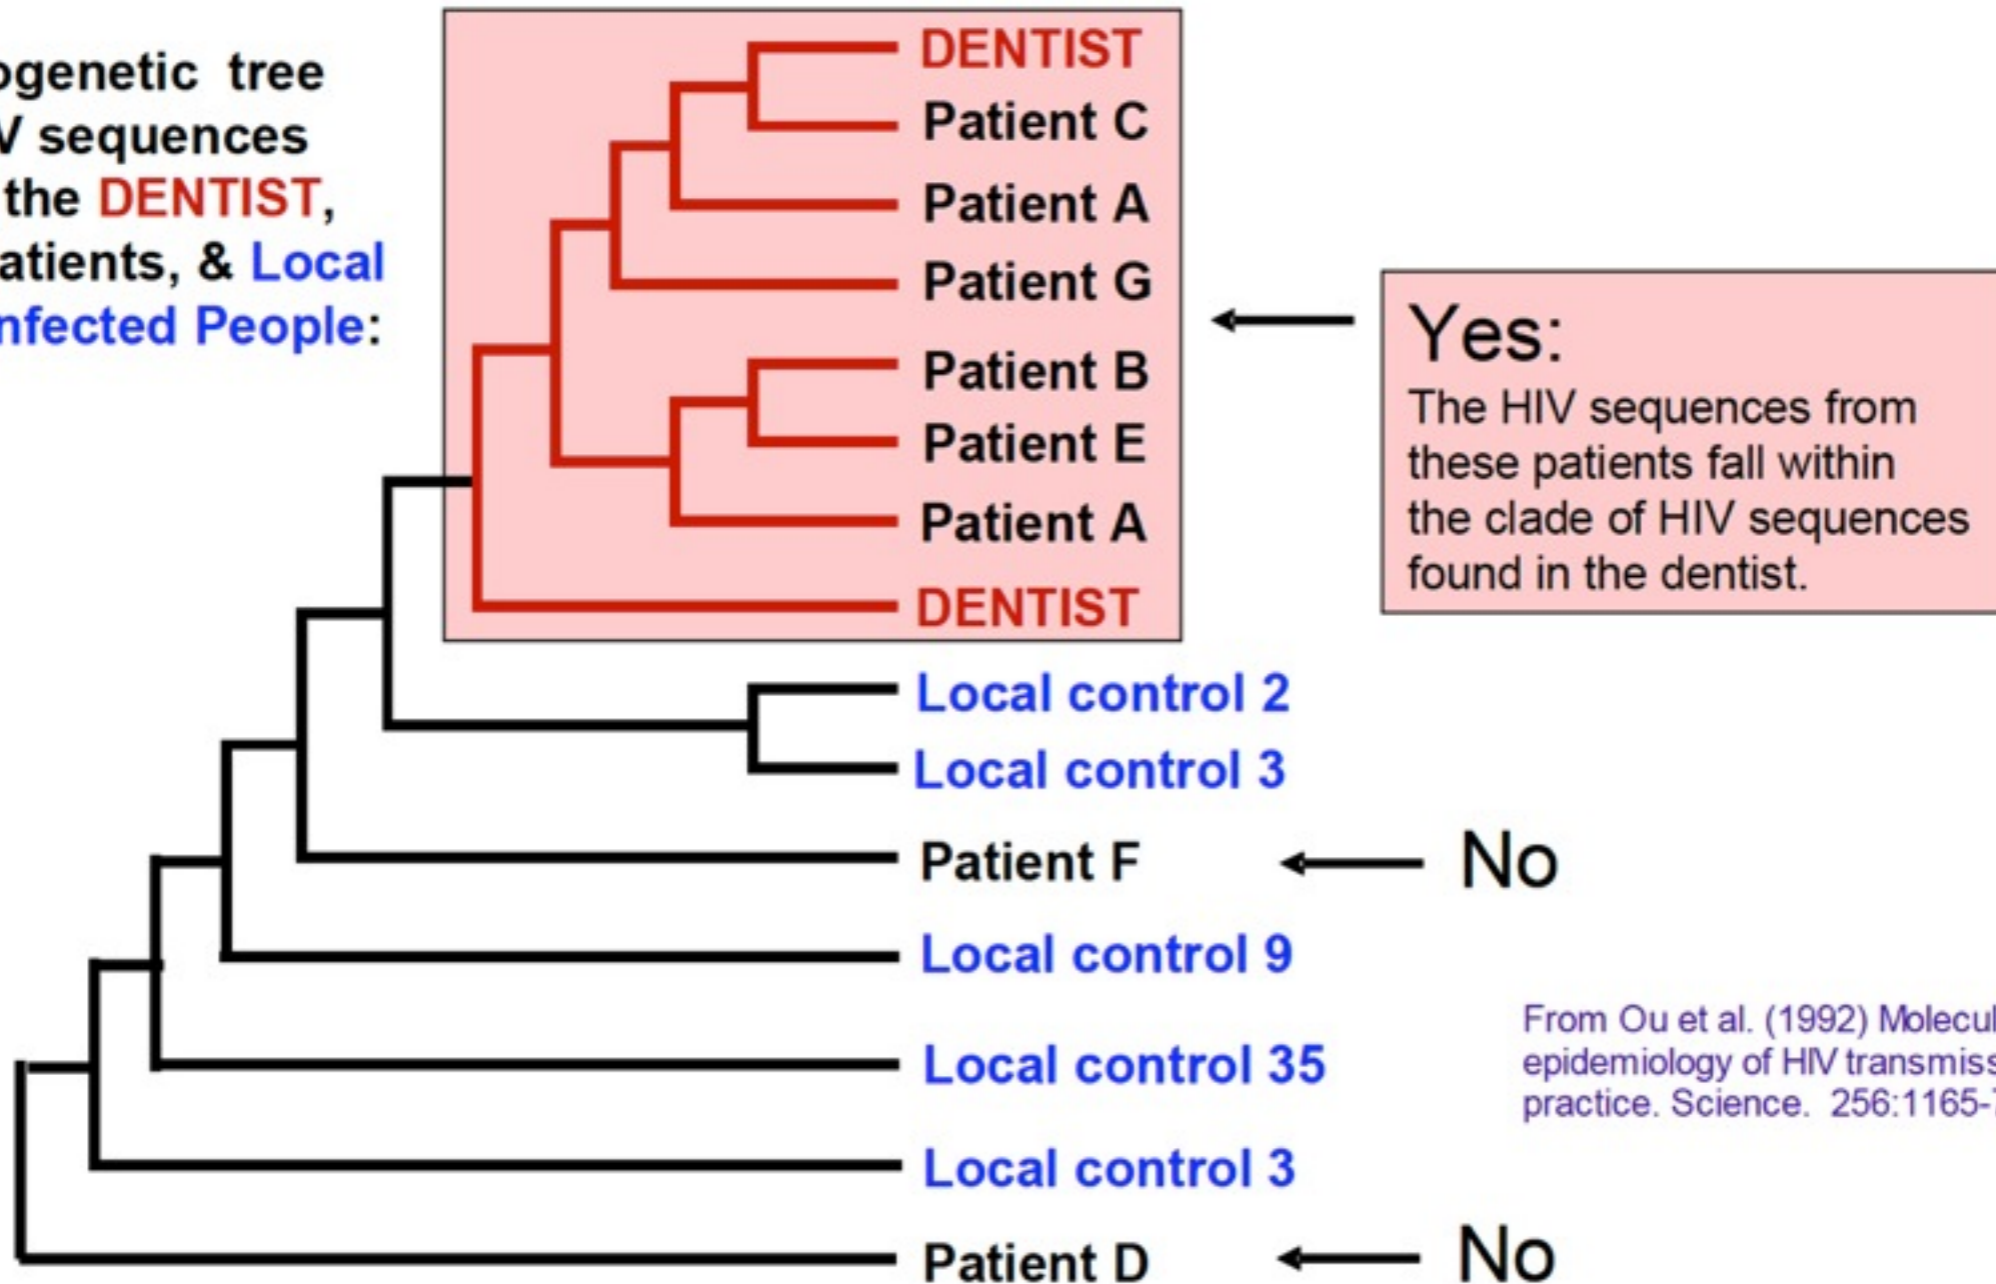 ogenetic tree
V sequences
the DENTIST,
atients, & Local
nfected People:
DENTIST
Patient C
Patient A
Patient G
Patient B
Patient E
Patient A
DENTIST
Local control 2
Local control 3
Patient F
Local control 9
Local control 35
Local control 3
Patient D
Yes:
The HIV sequences from
these patients fall within
the clade of HIV sequences
found in the dentist.
No
From Ou et al. (1992) Molecul
epidemiology of HIV transmiss
practice. Science. 256:1165-7
No